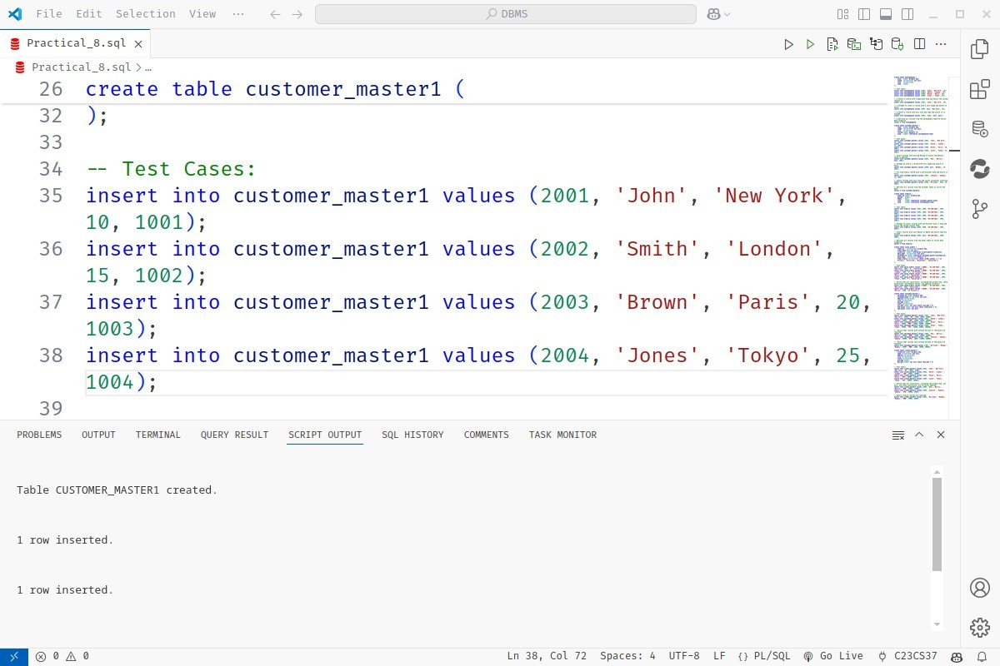 File Edit Selection View ··· DBMS
Practical_8.sql
Practical_8.sql > ...
26 create table customer_master1 (
32 );
33
34 -- Test Cases:
35 insert into customer_master1 values (2001, 'John', 'New York',
10, 1001);
36 insert into customer_master1 values (2002, 'Smith', 'London',
15, 1002);
37 insert into customer_master1 values (2003, 'Brown', 'Paris', 20,
1003);
38 insert into customer_master1 values (2004, 'Jones', 'Tokyo', 25,
1004);
39
PROBLEMS OUTPUT TERMINAL QUERY RESULT SCRIPT OUTPUT SQL HISTORY COMMENTS TASK MONITOR
Table CUSTOMER_MASTER1 created.
1 row inserted.
1 row inserted.
0 0 Ln 38, Col 72 Spaces: 4 UTF-8 LF {} PL/SQL Go Live C23CS37